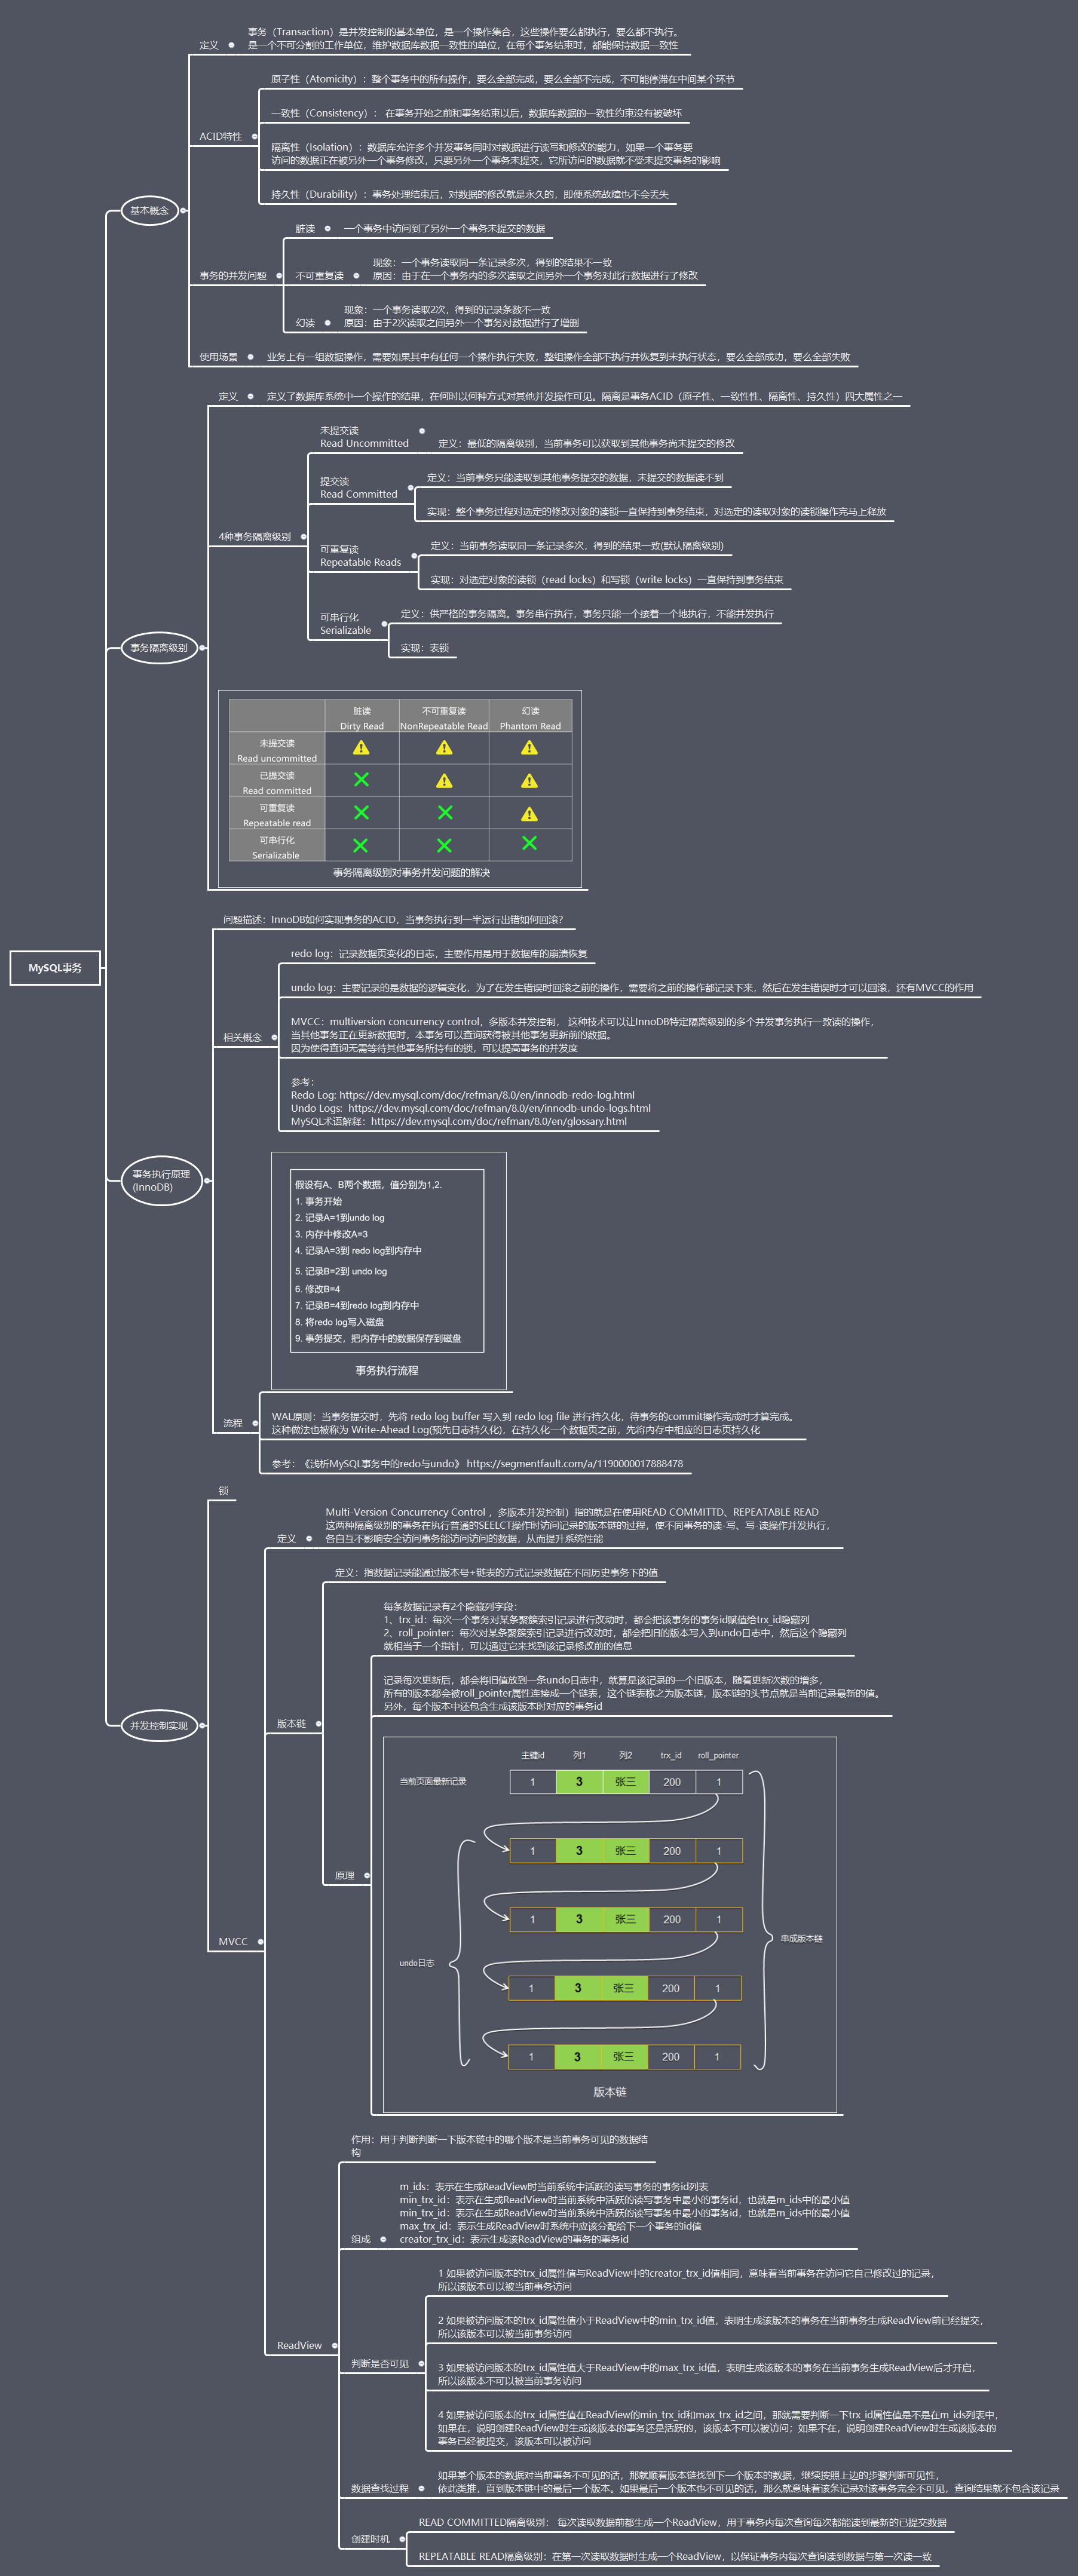 MySQL事务
基本概念
定义
事务（Transaction）是并发控制的基本单位，是一个操作集合，这些操作要么都执行，要么都不执行。
是一个不可分割的工作单位，维护数据库数据一致性的单位，在每个事务结束时，都能保持数据一致性
ACID特性
原子性（Atomicity）：整个事务中的所有操作，要么全部完成，要么全部不完成，不可能停滞在中间某个环节
一致性（Consistency）： 在事务开始之前和事务结束以后，数据库数据的一致性约束没有被破坏
隔离性（Isolation）：数据库允许多个并发事务同时对数据进行读写和修改的能力，如果一个事务要
访问的数据正在被另外一个事务修改，只要另外一个事务未提交，它所访问的数据就不受未提交事务的影响
持久性（Durability）：事务处理结束后，对数据的修改就是永久的，即便系统故障也不会丢失
事务的并发问题
脏读
一个事务中访问到了另外一个事务未提交的数据
不可重复读
现象：一个事务读取同一条记录多次，得到的结果不一致
原因：由于在一个事务内的多次读取之间另外一个事务对此行数据进行了修改
幻读
现象：一个事务读取2次，得到的记录条数不一致
原因：由于2次读取之间另外一个事务对数据进行了增删
使用场景
业务上有一组数据操作，需要如果其中有任何一个操作执行失败，整组操作全部不执行并恢复到未执行状态，要么全部成功，要么全部失败
事务隔离级别
定义
定义了数据库系统中一个操作的结果，在何时以何种方式对其他并发操作可见。隔离是事务ACID（原子性、一致性性、隔离性、持久性）四大属性之一
4种事务隔离级别
未提交读
Read Uncommitted
定义：最低的隔离级别，当前事务可以获取到其他事务尚未提交的修改
提交读
Read Committed
定义：当前事务只能读取到其他事务提交的数据，未提交的数据读不到
实现：整个事务过程对选定的修改对象的读锁一直保持到事务结束，对选定的读取对象的读锁操作完马上释放
可重复读
Repeatable Reads
定义：当前事务读取同一条记录多次，得到的结果一致(默认隔离级别)
实现：对选定对象的读锁（read locks）和写锁（write locks）一直保持到事务结束
可串行化
Serializable
定义：供严格的事务隔离。事务串行执行，事务只能一个接着一个地执行，不能并发执行
实现：表锁
脏读 不可重复读 幻读
Dirty Read NonRepeatable Read Phantom Read
未提交读
Read uncommitted
已提交读
Read committed
可重复读
Repeatable read
可串行化
Serializable
事务隔离级别对事务并发问题的解决
事务执行原理
(InnoDB)
问题描述：InnoDB如何实现事务的ACID，当事务执行到一半运行出错如何回滚？
相关概念
redo log：记录数据页变化的日志，主要作用是用于数据库的崩溃恢复
undo log：主要记录的是数据的逻辑变化，为了在发生错误时回滚之前的操作，需要将之前的操作都记录下来，然后在发生错误时才可以回滚，还有MVCC的作用
MVCC：multiversion concurrency control，多版本并发控制， 这种技术可以让InnoDB特定隔离级别的多个并发事务执行一致读的操作，
当其他事务正在更新数据时，本事务可以查询获得被其他事务更新前的数据。
因为使得查询无需等待其他事务所持有的锁，可以提高事务的并发度
参考：
Redo Log: https://dev.mysql.com/doc/refman/8.0/en/innodb-redo-log.html
Undo Logs: https://dev.mysql.com/doc/refman/8.0/en/innodb-undo-logs.html
MySQL术语解释：https://dev.mysql.com/doc/refman/8.0/en/glossary.html
流程
假设有A、B两个数据，值分别为1,2.
1. 事务开始
2. 记录A=1到undo log
3. 内存中修改A=3
4. 记录A=3到 redo log到内存中
5. 记录B=2到 undo log
6. 修改B=4
7. 记录B=4到redo log到内存中
8. 将redo log写入磁盘
9. 事务提交，把内存中的数据保存到磁盘
事务执行流程
WAL原则：当事务提交时，先将 redo log buffer 写入到 redo log file 进行持久化，待事务的commit操作完成时才算完成。
这种做法也被称为 Write-Ahead Log(预先日志持久化)，在持久化一个数据页之前，先将内存中相应的日志页持久化
参考：《浅析MySQL事务中的redo与undo》 https://segmentfault.com/a/1190000017888478
并发控制实现
锁
MVCC
定义
Multi-Version Concurrency Control ，多版本并发控制）指的就是在使用READ COMMITTD、REPEATABLE READ
这两种隔离级别的事务在执行普通的SEELCT操作时访问记录的版本链的过程，使不同事务的读-写、写-读操作并发执行，
各自互不影响安全访问事务能访问访问的数据，从而提升系统性能
版本链
定义：指数据记录能通过版本号+链表的方式记录数据在不同历史事务下的值
原理
每条数据记录有2个隐藏列字段：
1、trx_id：每次一个事务对某条聚簇索引记录进行改动时，都会把该事务的事务id赋值给trx_id隐藏列
2、roll_pointer：每次对某条聚簇索引记录进行改动时，都会把旧的版本写入到undo日志中，然后这个隐藏列
就相当于一个指针，可以通过它来找到该记录修改前的信息
记录每次更新后，都会将旧值放到一条undo日志中，就算是该记录的一个旧版本，随着更新次数的增多，
所有的版本都会被roll_pointer属性连接成一个链表，这个链表称之为版本链，版本链的头节点就是当前记录最新的值。
另外，每个版本中还包含生成该版本时对应的事务id
主键id 列1 列2 trx_id roll_pointer
当前页面最新记录 1 3 张三 200 1
1 3 张三 200 1
1 3 张三 200 1
串成版本链
undo日志
1 3 张三 200 1
1 3 张三 200 1
版本链
ReadView
作用：用于判断判断一下版本链中的哪个版本是当前事务可见的数据结
构
组成
m_ids：表示在生成ReadView时当前系统中活跃的读写事务的事务id列表
min_trx_id：表示在生成ReadView时当前系统中活跃的读写事务中最小的事务id，也就是m_ids中的最小值
min_trx_id：表示在生成ReadView时当前系统中活跃的读写事务中最小的事务id，也就是m_ids中的最小值
max_trx_id：表示生成ReadView时系统中应该分配给下一个事务的id值
creator_trx_id：表示生成该ReadView的事务的事务id
判断是否可见
1 如果被访问版本的trx_id属性值与ReadView中的creator_trx_id值相同，意味着当前事务在访问它自己修改过的记录，
所以该版本可以被当前事务访问
2 如果被访问版本的trx_id属性值小于ReadView中的min_trx_id值，表明生成该版本的事务在当前事务生成ReadView前已经提交，
所以该版本可以被当前事务访问
3 如果被访问版本的trx_id属性值大于ReadView中的max_trx_id值，表明生成该版本的事务在当前事务生成ReadView后才开启，
所以该版本不可以被当前事务访问
4 如果被访问版本的trx_id属性值在ReadView的min_trx_id和max_trx_id之间，那就需要判断一下trx_id属性值是不是在m_ids列表中，
如果在，说明创建ReadView时生成该版本的事务还是活跃的，该版本不可以被访问；如果不在，说明创建ReadView时生成该版本的
事务已经被提交，该版本可以被访问
数据查找过程
如果某个版本的数据对当前事务不可见的话，那就顺着版本链找到下一个版本的数据，继续按照上边的步骤判断可见性，
依此类推，直到版本链中的最后一个版本。如果最后一个版本也不可见的话，那么就意味着该条记录对该事务完全不可见，查询结果就不包含该记录
创建时机
READ COMMITTED隔离级别： 每次读取数据前都生成一个ReadView，用于事务内每次查询每次都能读到最新的已提交数据
REPEATABLE READ隔离级别：在第一次读取数据时生成一个ReadView，以保证事务内每次查询读到数据与第一次读一致